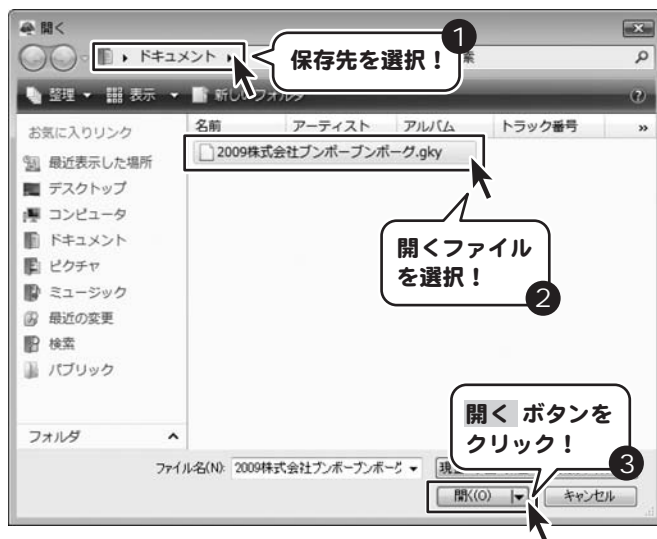 開く
ドキュメント
1
保存先を選択！
整理
表示
お気に入りリンク
最近表示した場所
デスクトップ
コンピュータ
ドキュメント
ピクチャ
ミュージック
最近の変更
検索
パブリック
フォルダ
名前 アーティスト アルバム トラック番号 »
2009株式会社ブンボーブンボーグ.gky
開くファイル
を選択！
2
開く ボタンを
クリック！
3
ファイル名(N): 2009株式会社ブンボーブンボーグ
開く(O) キャンセル